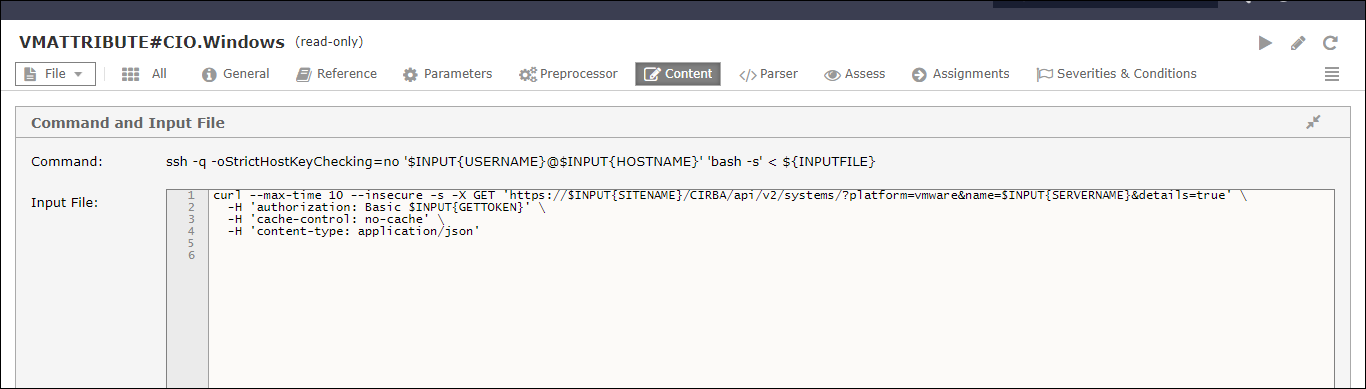 VMATTRIBUTE#CIO.Windows (read-only)
File All General Reference Parameters Preprocessor Content Parser Assess Assignments Severities & Conditions
Command and Input File
Command: ssh -q -oStrictHostKeyChecking=no '$INPUT{USERNAME}@$INPUT{HOSTNAME}' 'bash -s' < ${INPUTFILE}
Input File:
1 curl --max-time 10 --insecure -s -X GET 'https://$INPUT{SITENAME}/CIRBA/api/v2/systems/?platform=vmware&name=$INPUT{SERVERNAME}&details=true' \
2 -H 'authorization: Basic $INPUT{GETTOKEN}' \
3 -H 'cache-control: no-cache' \
4 -H 'content-type: application/json'
5
6